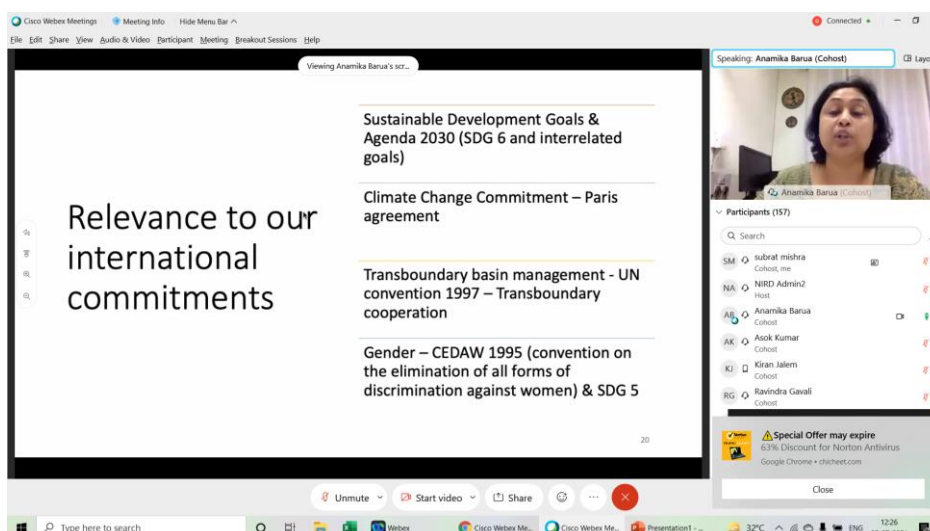 Cisco Webex Meetings Meeting Info Hide Menu Bar
Connected
File Edit Share View Audio & Video Participant Meeting Breakout Sessions Help
Viewing Anamika Barua's scr...
Speaking: Anamika Barua (Cohost)
Layo
Relevance to our
international
commitments
Sustainable Development Goals &
Agenda 2030 (SDG 6 and interrelated
goals)
Climate Change Commitment – Paris
agreement
Transboundary basin management - UN
convention 1997 – Transboundary
cooperation
Gender – CEDAW 1995 (convention on
the elimination of all forms of
discrimination against women) & SDG 5
20
Anamika Barua (Cohost)
Participants (157)
Search
SM subrat mishra
Cohost, me
NA NIRD Admin2
Host
AB Anamika Barua
Cohost
AK Asok Kumar
Cohost
KJ Kiran Jalem
Cohost
RG Ravindra Gavali
Cohost
Special Offer may expire
63% Discount for Norton Antivirus
Google Chrome • chicheet.com
Close
Unmute Start video Share
Type here to search
Webex Cisco Webex Me... Cisco Webex Me... Presentation1 - ...
32°C ENG 12:26